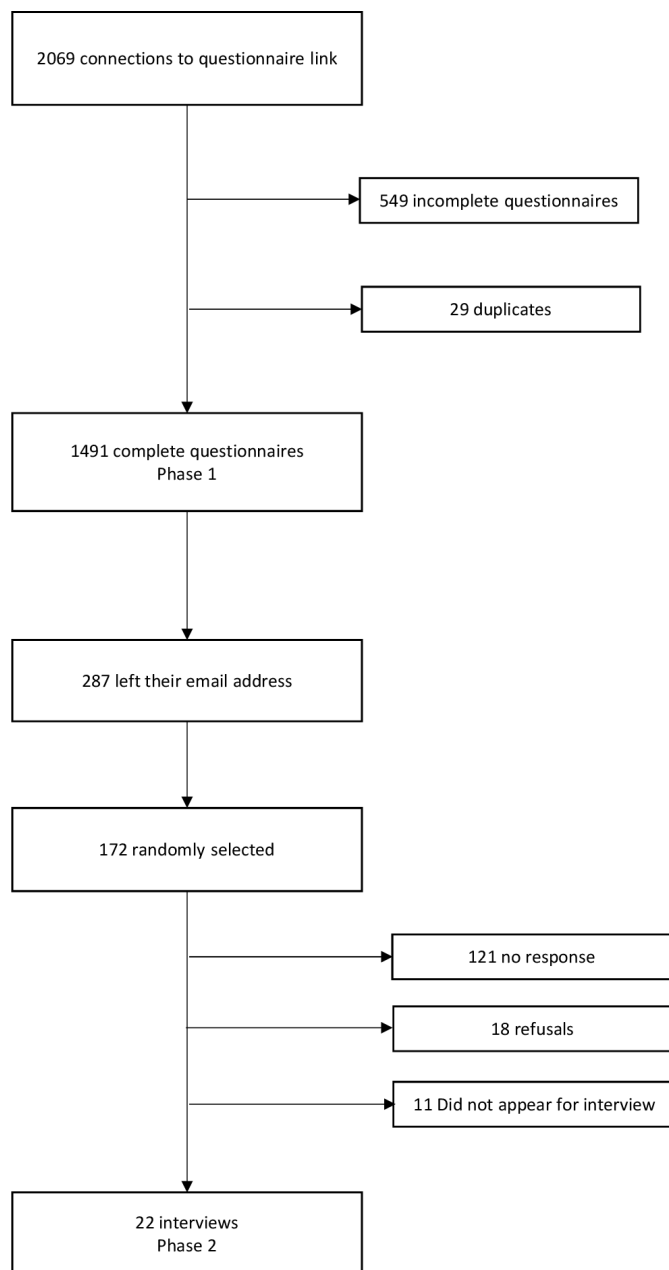 2069 connections to questionnaire link
549 incomplete questionnaires
29 duplicates
1491 complete questionnaires
Phase 1
287 left their email address
172 randomly selected
121 no response
18 refusals
11 Did not appear for interview
22 interviews
Phase 2